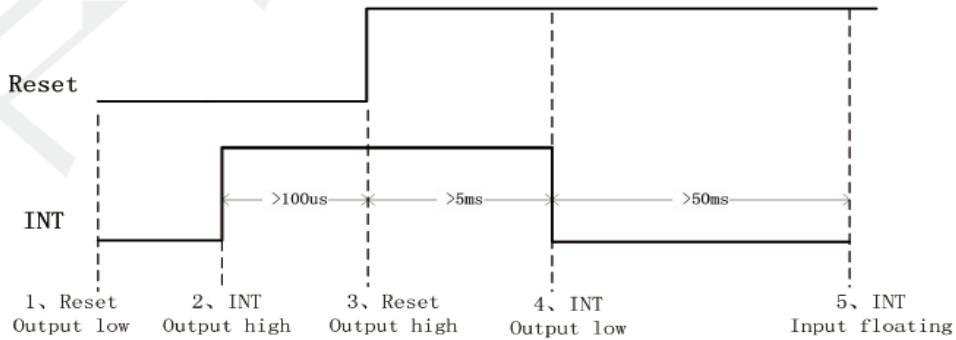 Reset
>100us
>5ms
>50ms
INT
1、Reset
Output low
2、INT
Output high
3、Reset
Output high
4、INT
Output low
5、INT
Input floating